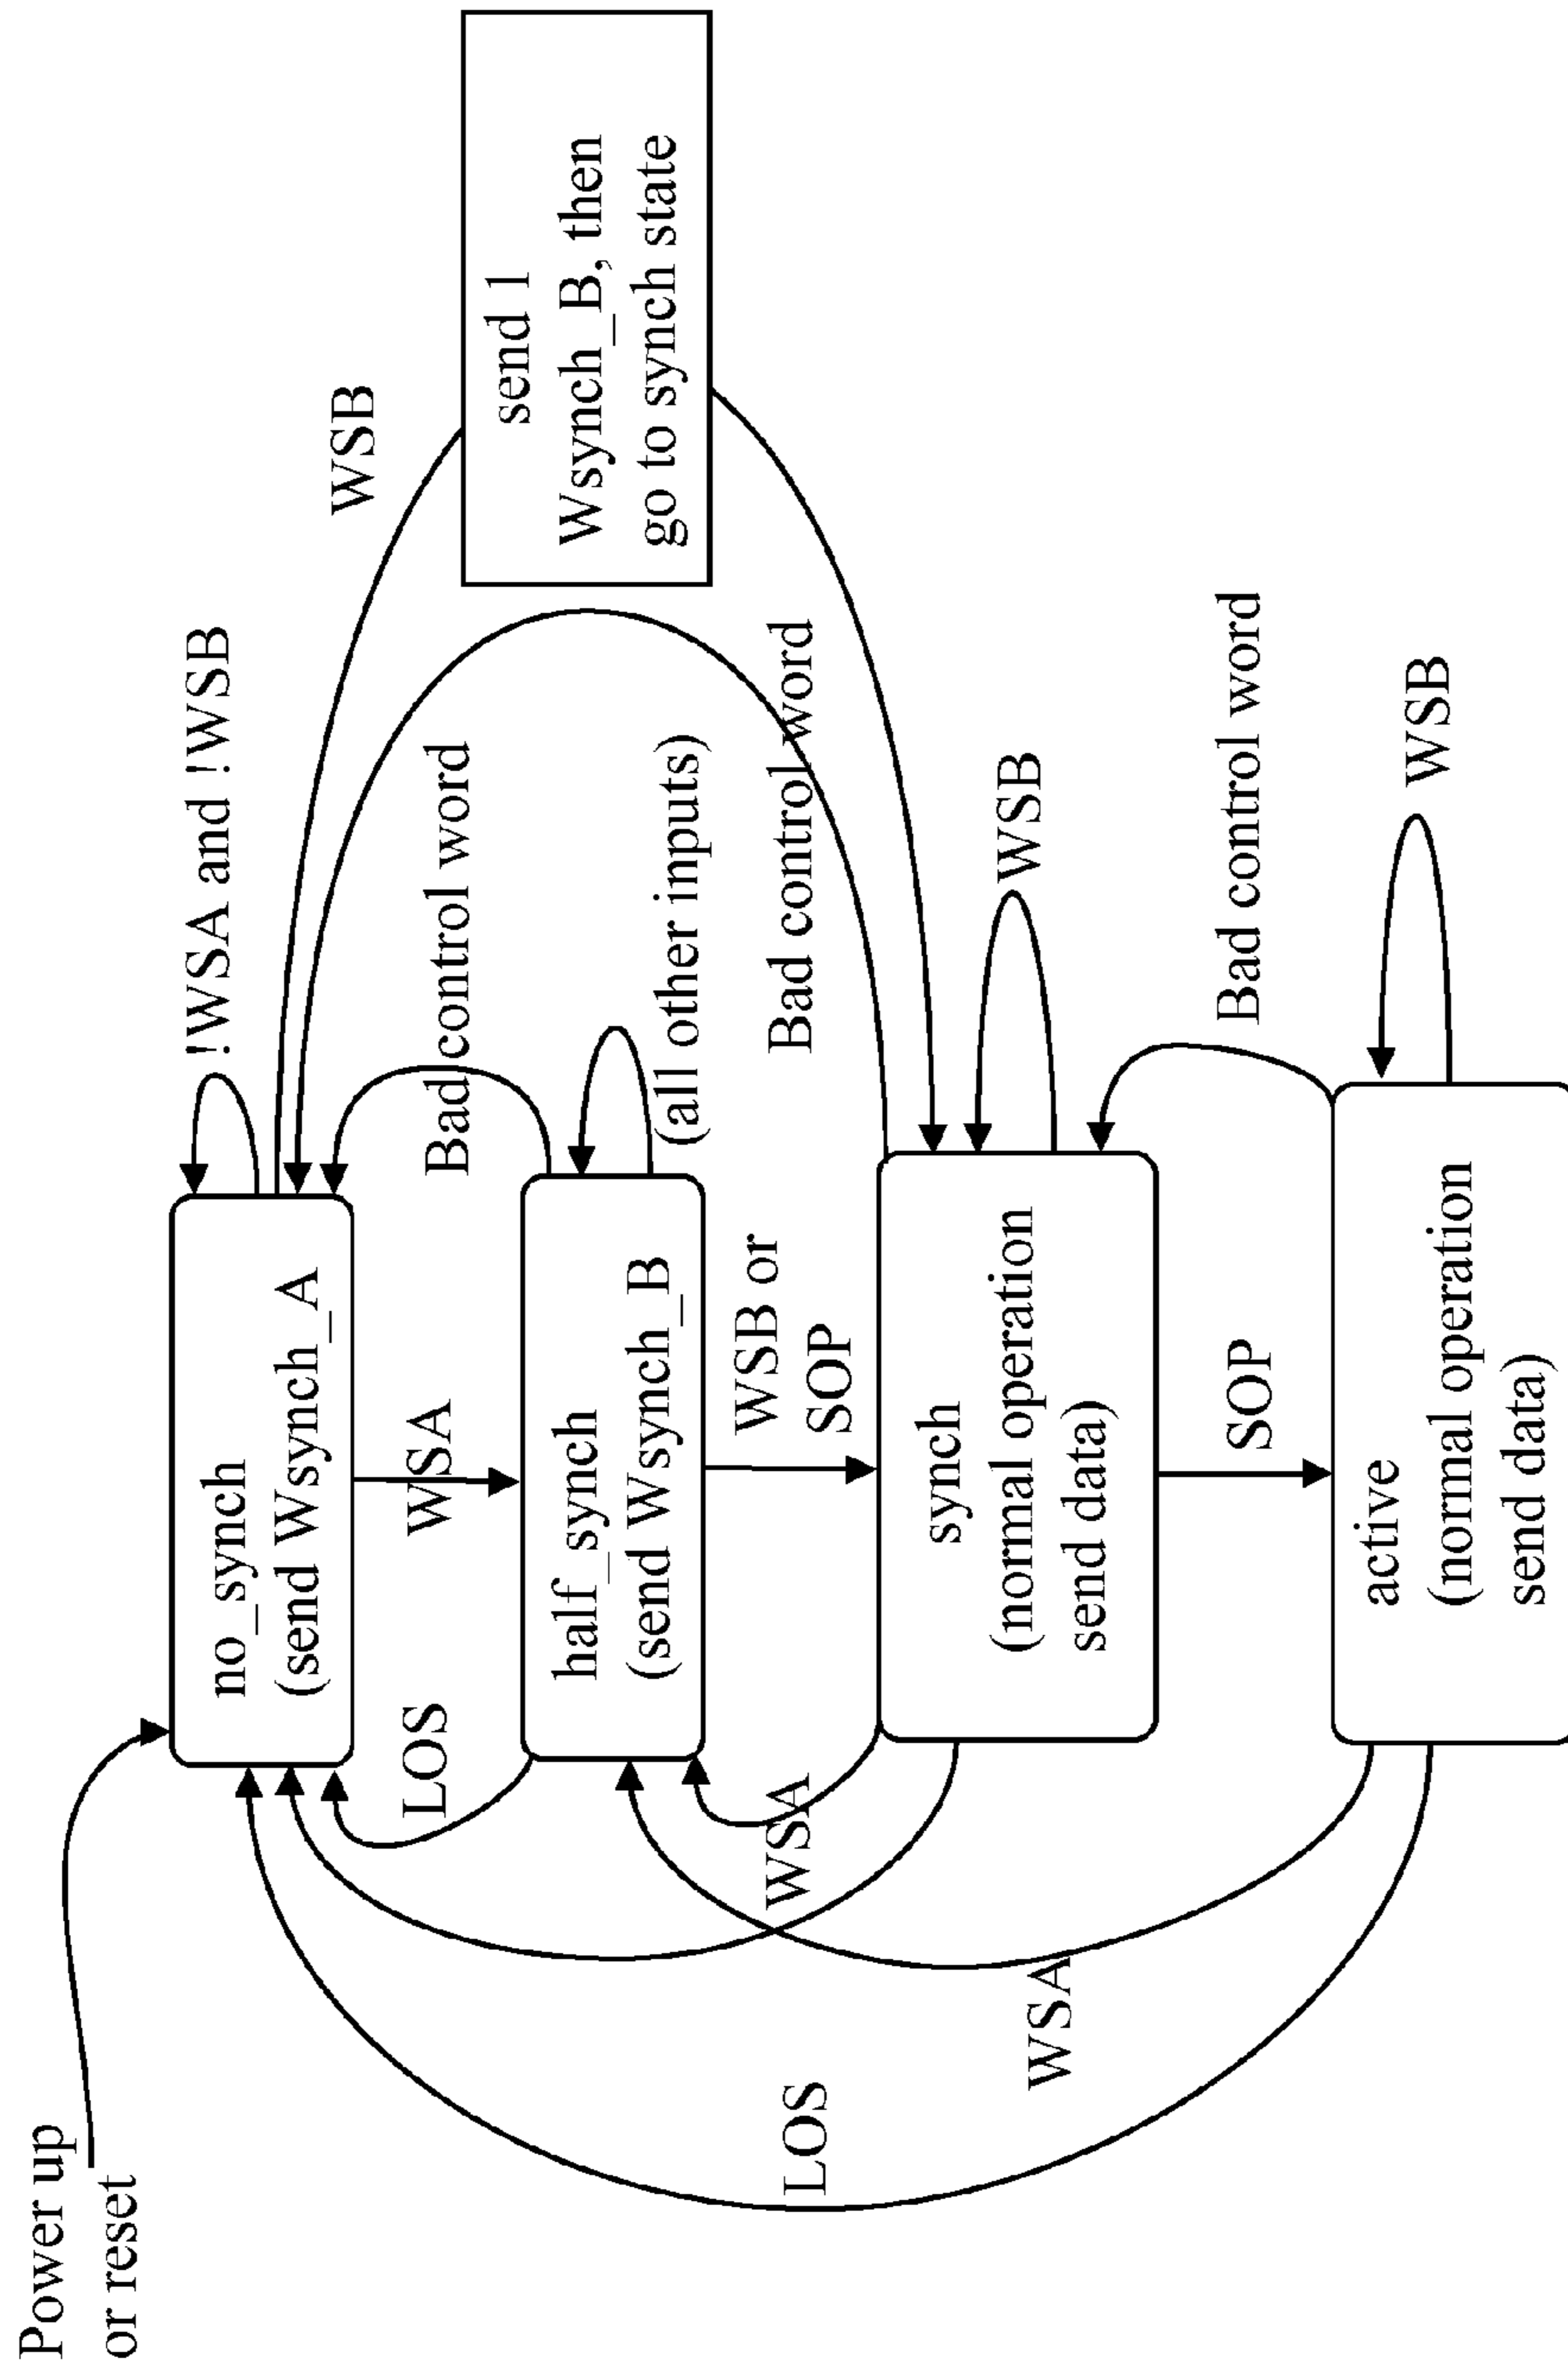 Power up
or reset
!WSA and !WSB
no_synch
(send Wsynch_A
WSB
send 1
Wsynch_B, then
go to synch state
LOS
WSA
Bad control word
half_synch
(send Wsynch_B
(all other inputs)
WSA
WSB or
SOP
Bad control word
LOS
synch
(normal operation
send data)
WSB
WSA
SOP
Bad control word
active
(normal operation
send data)
WSB